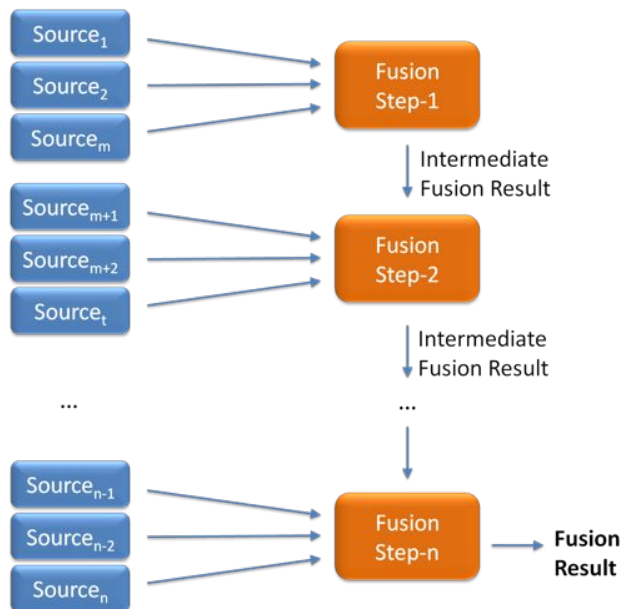 Source₁
Source₂
Sourceₘ
Fusion
Step-1
Intermediate
Fusion Result
Sourceₘ₊₁
Sourceₘ₊₂
Sourceₜ
Fusion
Step-2
Intermediate
Fusion Result
...
...
Sourceₙ₋₁
Sourceₙ₋₂
Sourceₙ
Fusion
Step-n
Fusion
Result